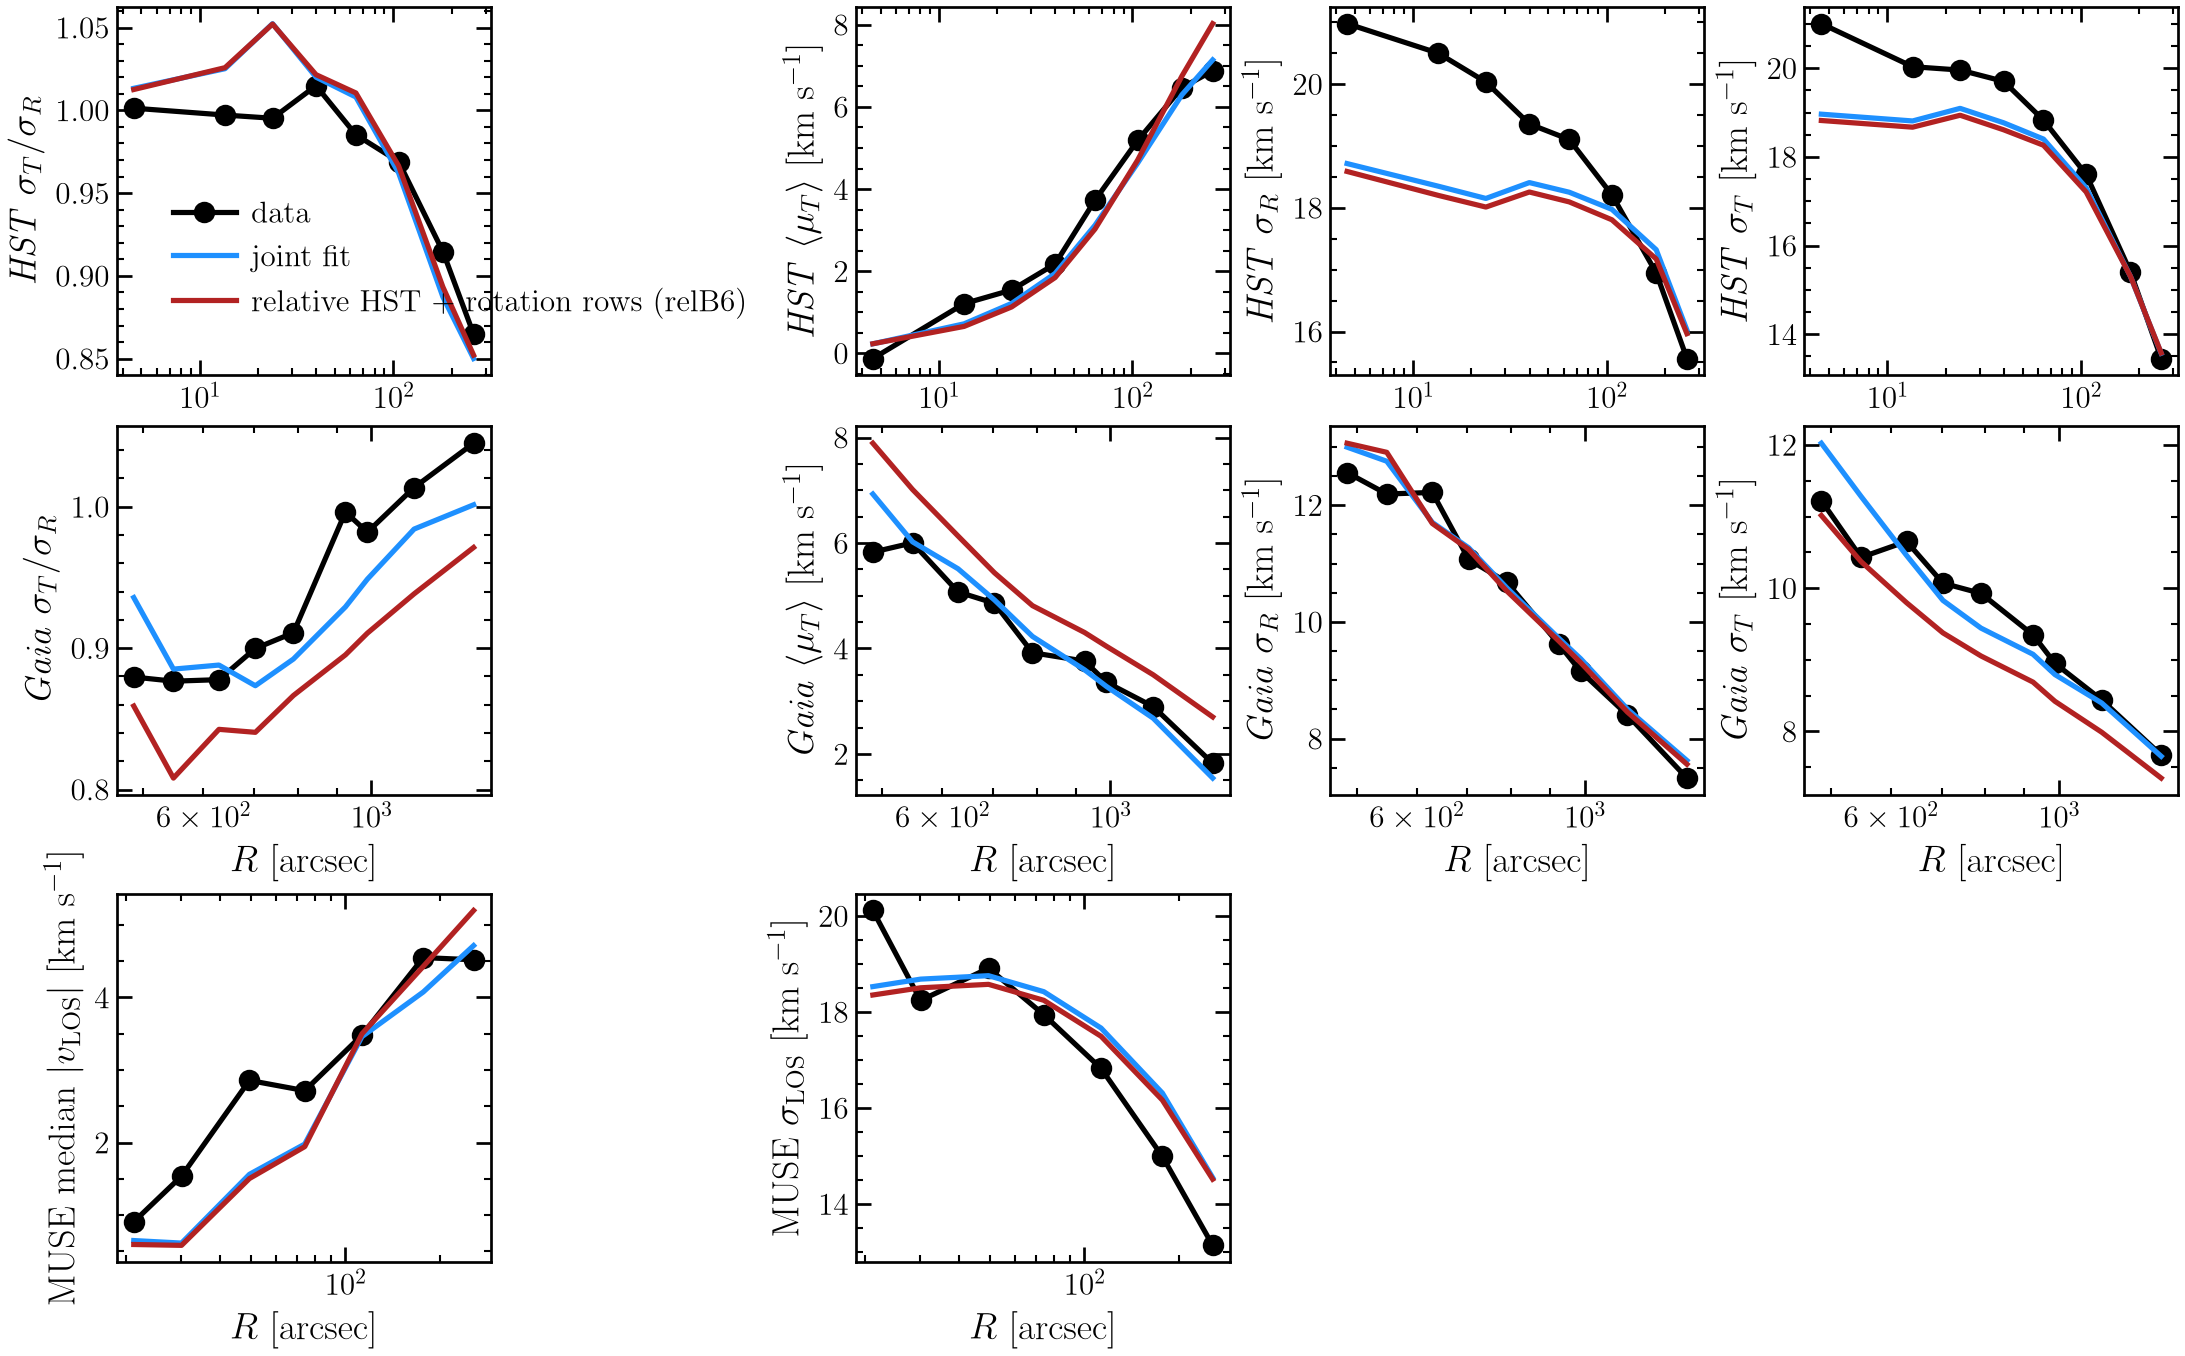 HST σ_T/σ_R
1.05
1.00
0.95
0.90
0.85
10^1
10^2
data
joint fit
relative HST + rotation rows (relB6)
HST ⟨μ_T⟩ [km s^−1]
8
6
4
2
0
10^1
10^2
HST σ_R [km s^−1]
20
18
16
10^1
10^2
HST σ_T [km s^−1]
20
18
16
14
10^1
10^2
Gaia σ_T/σ_R
1.0
0.9
0.8
6 × 10^2
10^3
R [arcsec]
Gaia ⟨μ_T⟩ [km s^−1]
8
6
4
2
6 × 10^2
10^3
R [arcsec]
Gaia σ_R [km s^−1]
12
10
8
6 × 10^2
10^3
R [arcsec]
Gaia σ_T [km s^−1]
12
10
8
6 × 10^2
10^3
R [arcsec]
MUSE median |v_LOS| [km s^−1]
4
2
10^2
R [arcsec]
MUSE σ_LOS [km s^−1]
20
18
16
14
10^2
R [arcsec]